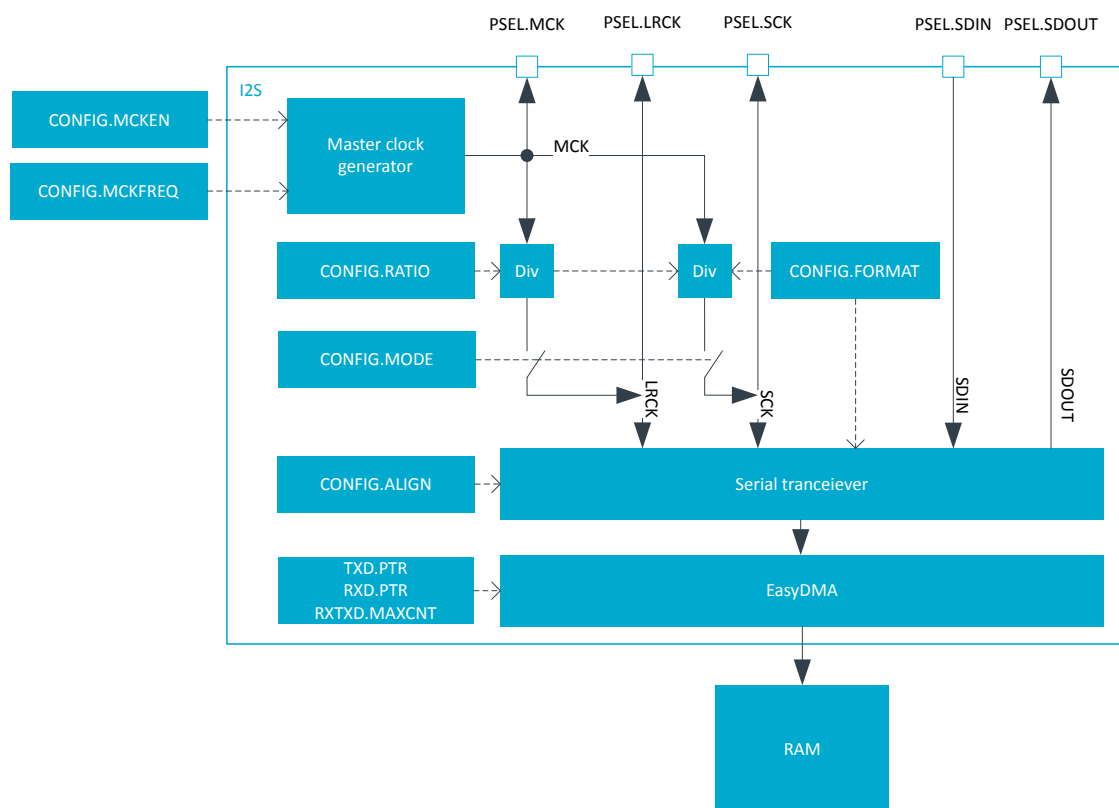 PSEL.MCK
PSEL.LRCK
PSEL.SCK
PSEL.SDIN
PSEL.SDOUT
I2S
CONFIG.MCKEN
CONFIG.MCKFREQ
Master clock
generator
MCK
CONFIG.RATIO
Div
Div
CONFIG.FORMAT
CONFIG.MODE
LRCK
SCK
SDIN
SDOUT
CONFIG.ALIGN
Serial tranceiever
TXD.PTR
RXD.PTR
RXTXD.MAXCNT
EasyDMA
RAM